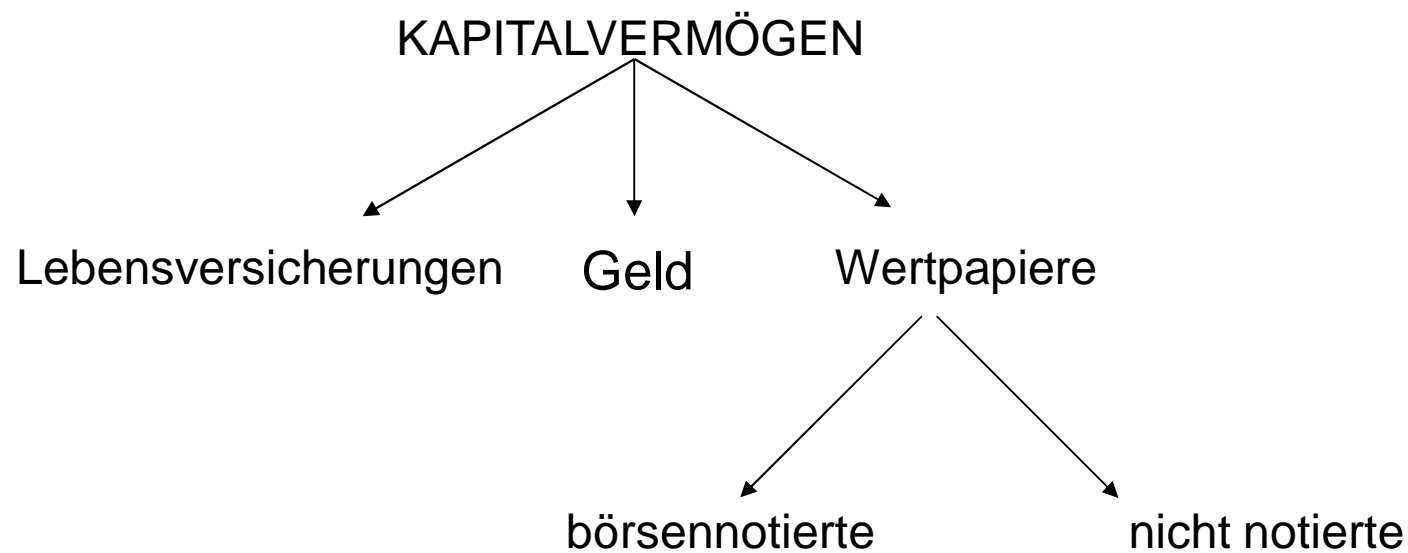 KAPITALVERMÖGEN
Lebensversicherungen Geld Wertpapiere
börsennotierte nicht notierte